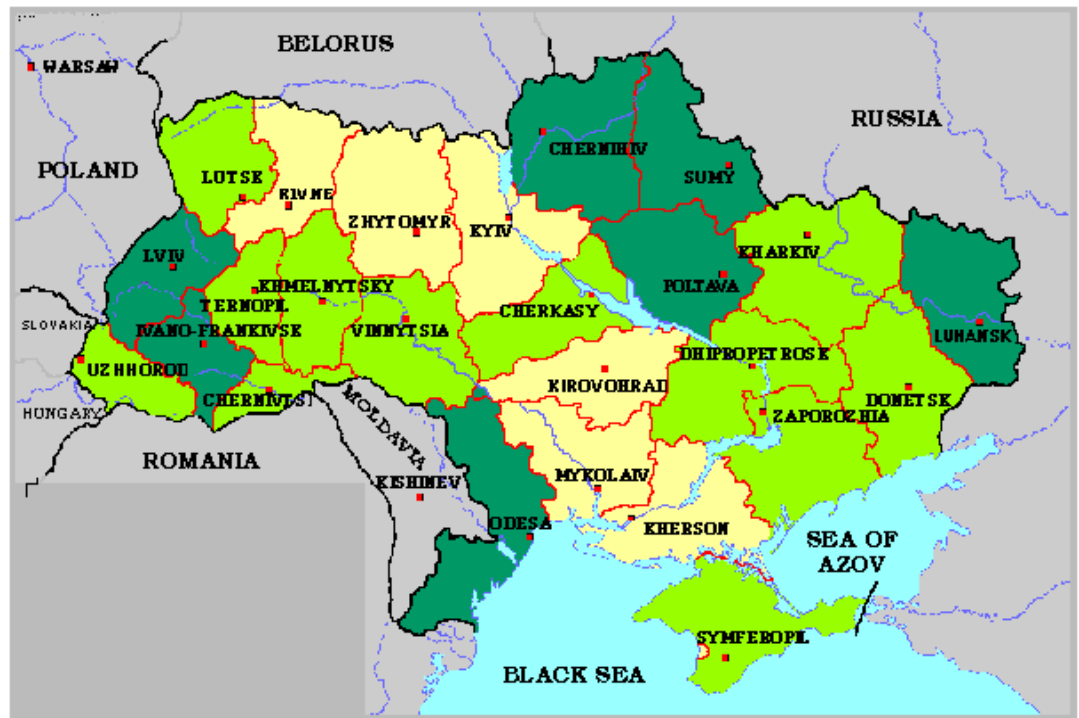 BELORUS
WARSAW
RUSSIA
CHERNIHIV
POLAND
SUMY
LUTSK
RIVNE
ZHYTOMYR
KYIV
KHARKIV
LVIV
KHMELNYTSKY
POLTAVA
TERNOPIL
CHERKASY
SLOVAKIA
IVANO-FRANKIVSK
VINNYTSIA
LUHANSK
DHIPROPETROSK
UZHHOROD
KIROVOHRAD
CHERNIVTSI
DONETSK
HUNGARY
ZAPOROZHIA
MOLDAVIA
ROMANIA
MYKOLAIV
KISHINEV
ODESA
KHERSON
SEA OF
AZOV
SYMFEROPIL
BLACK SEA